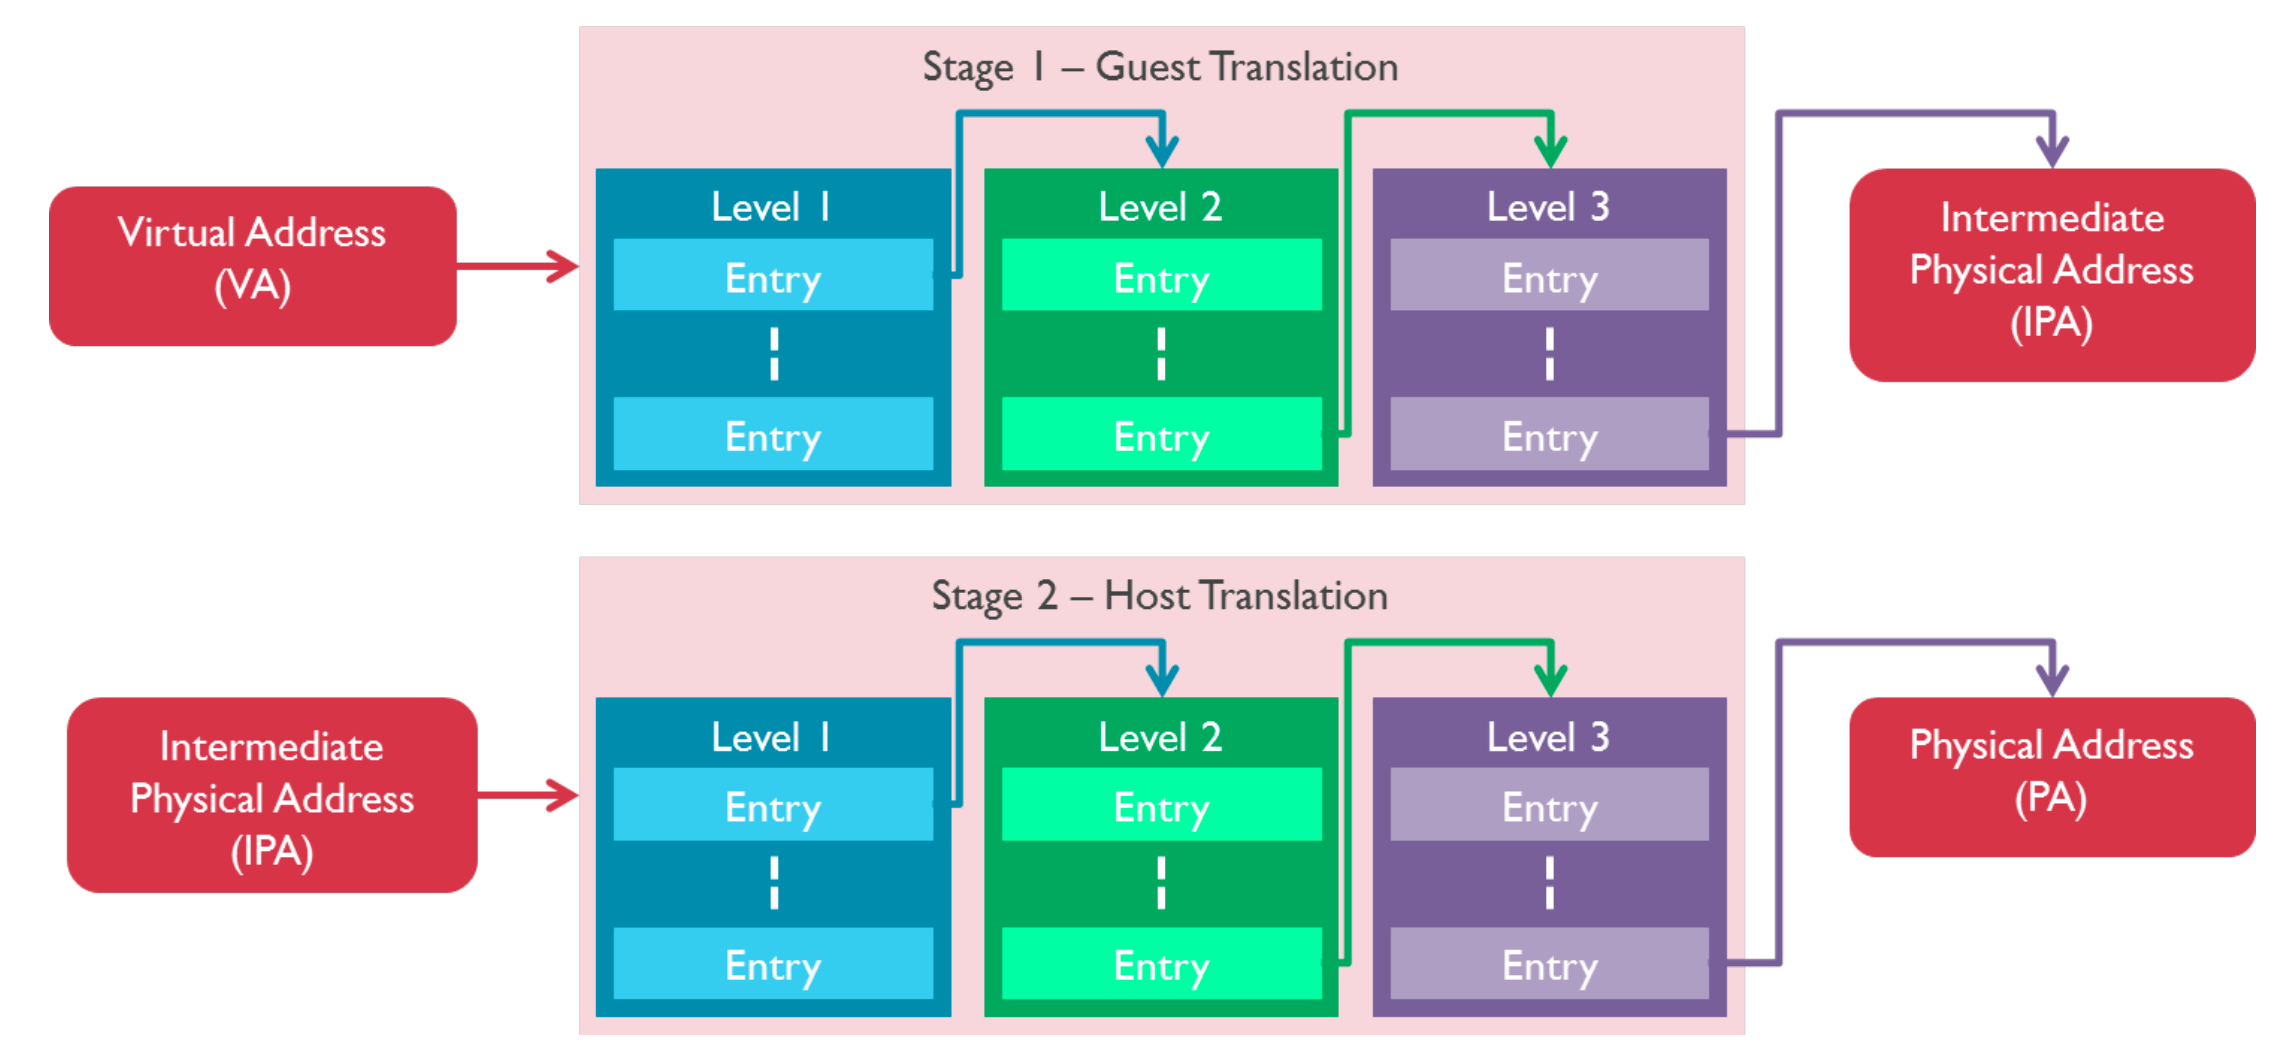 Stage 1 – Guest Translation
Virtual Address
(VA)
Level 1
Entry
Entry
Level 2
Entry
Entry
Level 3
Entry
Entry
Intermediate
Physical Address
(IPA)
Stage 2 – Host Translation
Intermediate
Physical Address
(IPA)
Level 1
Entry
Entry
Level 2
Entry
Entry
Level 3
Entry
Entry
Physical Address
(PA)